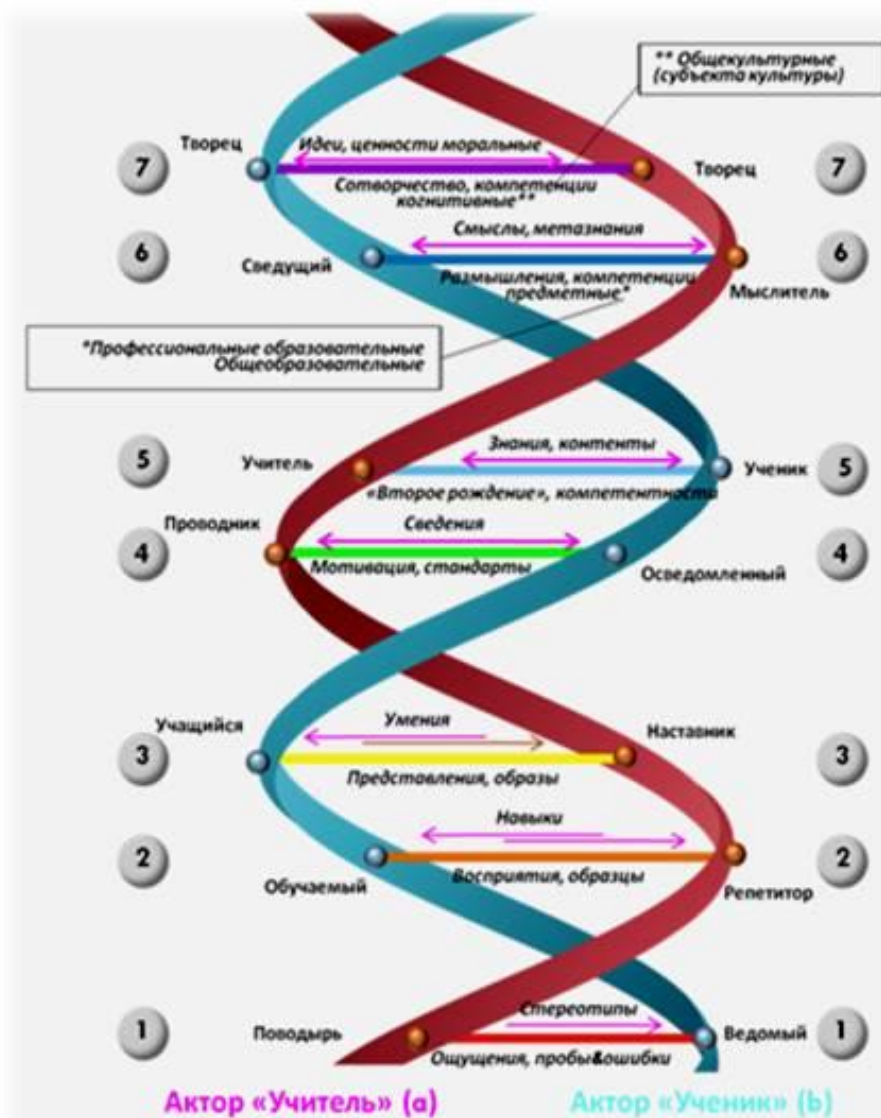 ** Общекультурные
(субъекта культуры)
Творец
Идеи, ценности моральные
7
Творец
7
Сотворчество, компетенции
когнитивные**
Смыслы, метазнания
6
Сведущий
6
Размышления, компетенции
предметные*
Мыслитель
*Профессиональные образовательные
Общеобразовательные
Знания, контенты
5
Учитель
Ученик
5
«Второе рождение», компетентности
Проводник
Сведения
4
4
Мотивация, стандарты
Осведомленный
Учащийся
Умения
Наставник
3
3
Представления, образы
Навыки
2
2
Обучаемый
Восприятия, образцы
Репетитор
Стереотипы
1
Поводырь
Ведомый
1
Ощущения, пробы&ошибки
Актор «Учитель» (а)
Актор «Ученик» (b)